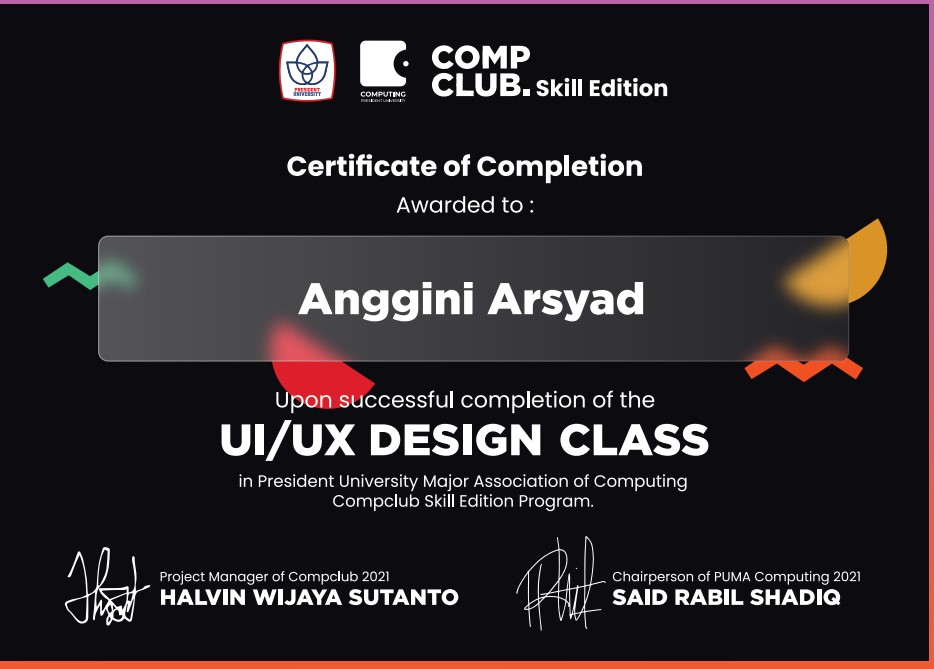 PRESIDENT
UNIVERSITY
COMPUTING
PRESIDENT UNIVERSITY
COMP
CLUB. Skill Edition
Certificate of Completion
Awarded to :
Anggini Arsyad
Upon successful completion of the
UI/UX DESIGN CLASS
in President University Major Association of Computing
Compclub Skill Edition Program.
Project Manager of Compclub 2021
HALVIN WIJAYA SUTANTO
Chairperson of PUMA Computing 2021
SAID RABIL SHADIQ